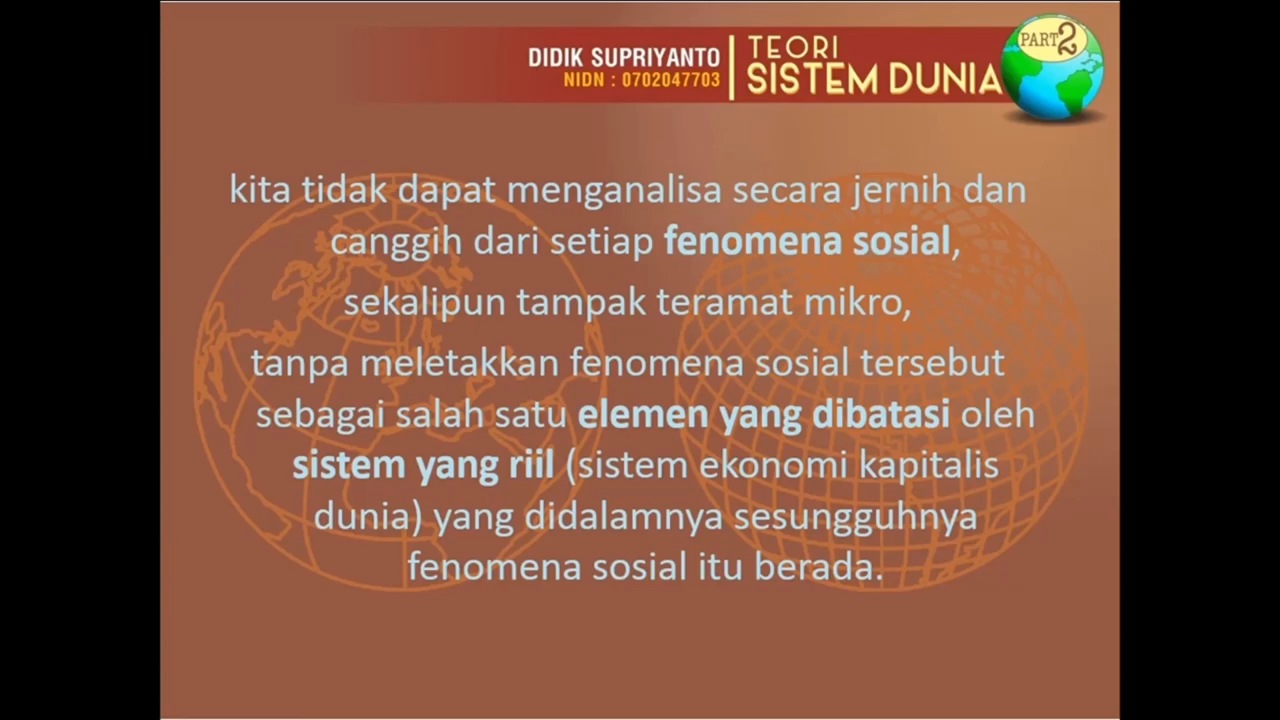 DIDIK SUPRIYANTO
NIDN : 0702047703
TEORI
SISTEM DUNIA
PART 2
kita tidak dapat menganalisa secara jernih dan
canggih dari setiap fenomena sosial,
sekalipun tampak teramat mikro,
tanpa meletakkan fenomena sosial tersebut
sebagai salah satu elemen yang dibatasi oleh
sistem yang riil (sistem ekonomi kapitalis
dunia) yang didalamnya sesungguhnya
fenomena sosial itu berada.